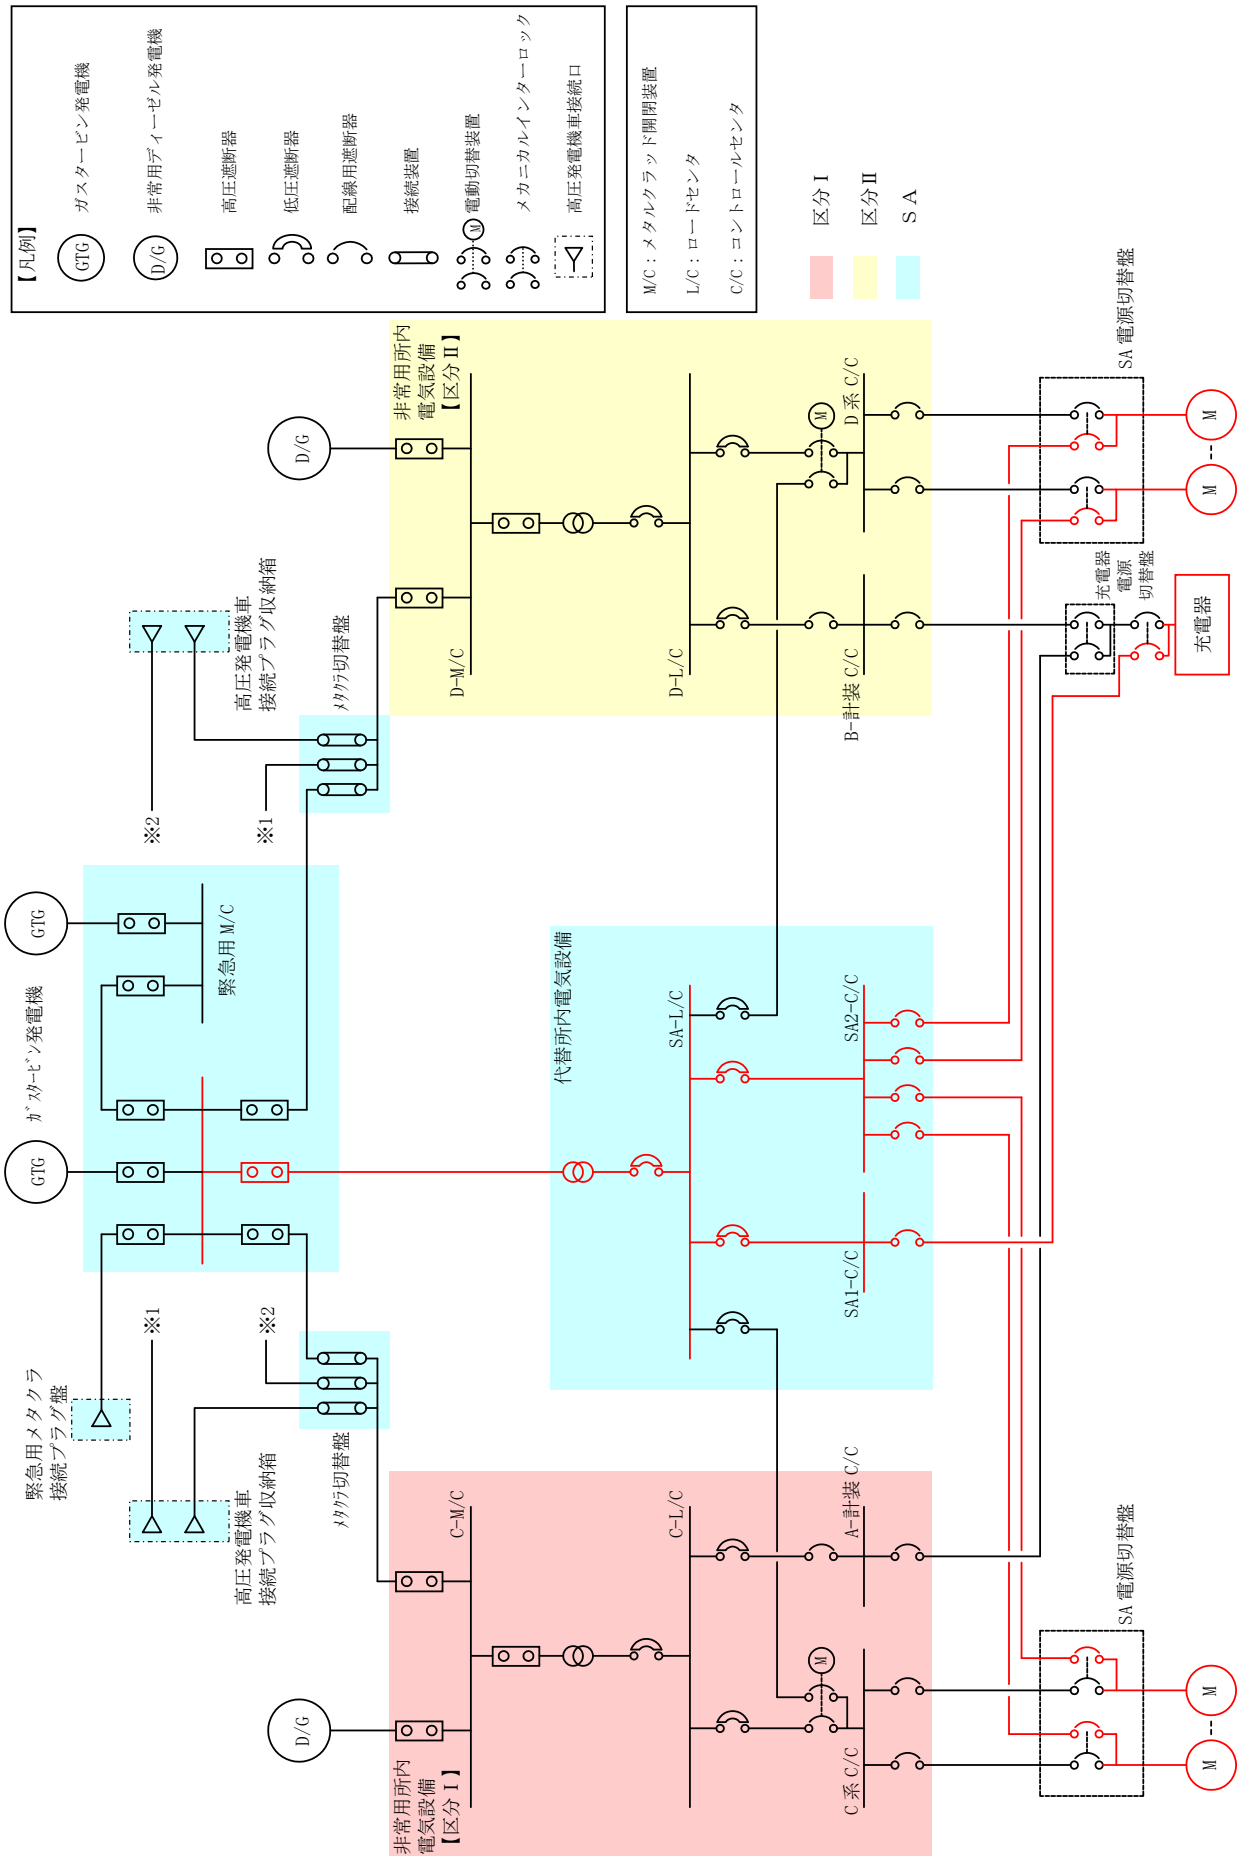 【凡例】
GTG
ガスタービン発電機
D/G
非常用ディーゼル発電機
高圧遮断器
低圧遮断器
配線用遮断器
接続装置
M
電動切替装置
メカニカルインターロック
高圧発電機車接続口
M/C：メタルクラッド開閉装置
L/C：ロードセンタ
C/C：コントロールセンタ
区分Ⅰ
区分Ⅱ
ＳＡ
緊急用メタクラ
接続プラグ盤
GTG
ｶﾞｽﾀｰﾋﾞﾝ発電機
GTG
※1
※2
緊急用 M/C
※2
※1
高圧発電機車
接続プラグ収納箱
ﾒﾀｸﾗ切替盤
高圧発電機車
接続プラグ収納箱
ﾒﾀｸﾗ切替盤
D/G
非常用所内
電気設備
【区分Ⅰ】
C-M/C
C-L/C
M
C 系 C/C
A-計装 C/C
代替所内電気設備
SA-L/C
SA1-C/C
SA2-C/C
D/G
非常用所内
電気設備
【区分Ⅱ】
D-M/C
D-L/C
M
B-計装 C/C
D 系 C/C
SA 電源切替盤
M
M
充電器
電源
切替盤
充電器
SA 電源切替盤
M
M